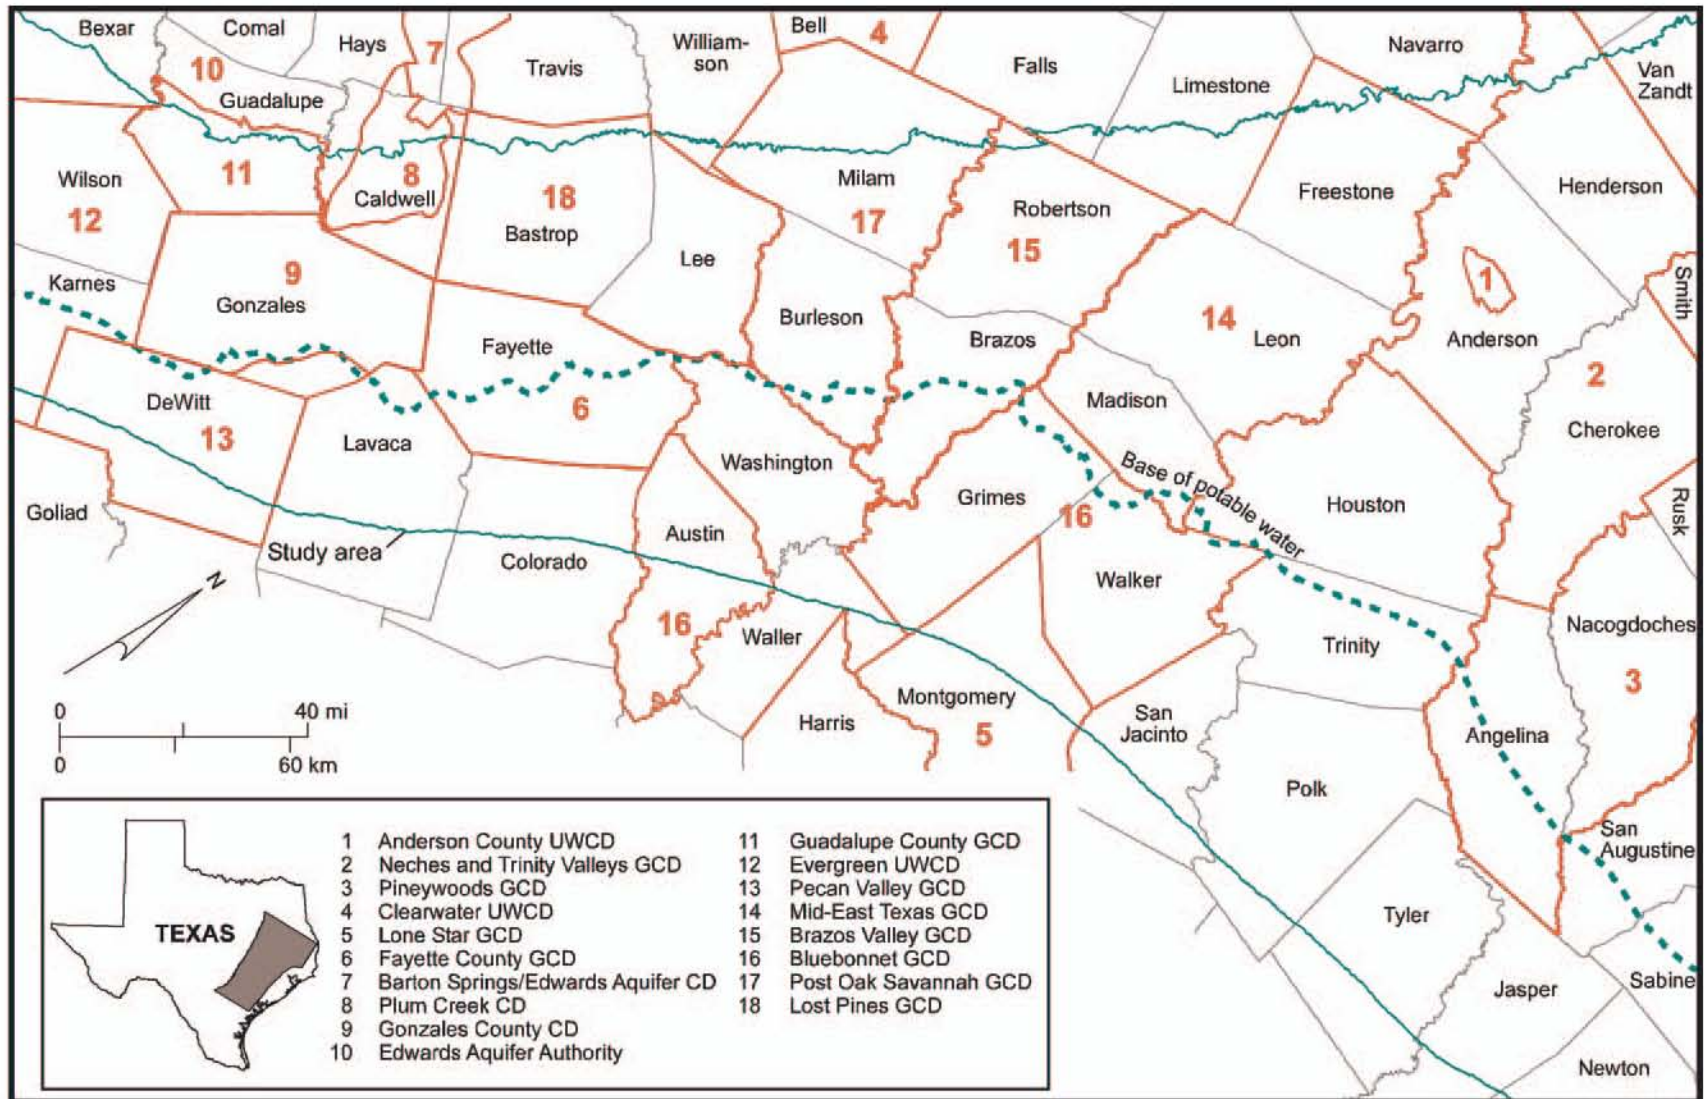 Bexar
Comal
Hays
7
Travis
William-
son
Bell
4
Falls
Limestone
Navarro
Van
Zandt
10
Guadalupe
Wilson
12
11
8
Caldwell
18
Bastrop
Lee
Milam
17
Robertson
15
Freestone
Henderson
Karnes
9
Gonzales
Fayette
Burleson
Brazos
14
Leon
1
Anderson
Smith
2
Cherokee
DeWitt
13
Lavaca
6
Washington
Madison
Base of potable water
Grimes
16
Houston
Rusk
Goliad
Study area
Colorado
Austin
16
Waller
Walker
Trinity
Nacogdoches
3
N
0 40 mi
0 60 km
Harris
Montgomery
5
San
Jacinto
Angelina
Polk
San
Augustine
Tyler
Jasper
Sabine
Newton
TEXAS
1 Anderson County UWCD
2 Neches and Trinity Valleys GCD
3 Pineywoods GCD
4 Clearwater UWCD
5 Lone Star GCD
6 Fayette County GCD
7 Barton Springs/Edwards Aquifer CD
8 Plum Creek CD
9 Gonzales County CD
10 Edwards Aquifer Authority
11 Guadalupe County GCD
12 Evergreen UWCD
13 Pecan Valley GCD
14 Mid-East Texas GCD
15 Brazos Valley GCD
16 Bluebonnet GCD
17 Post Oak Savannah GCD
18 Lost Pines GCD